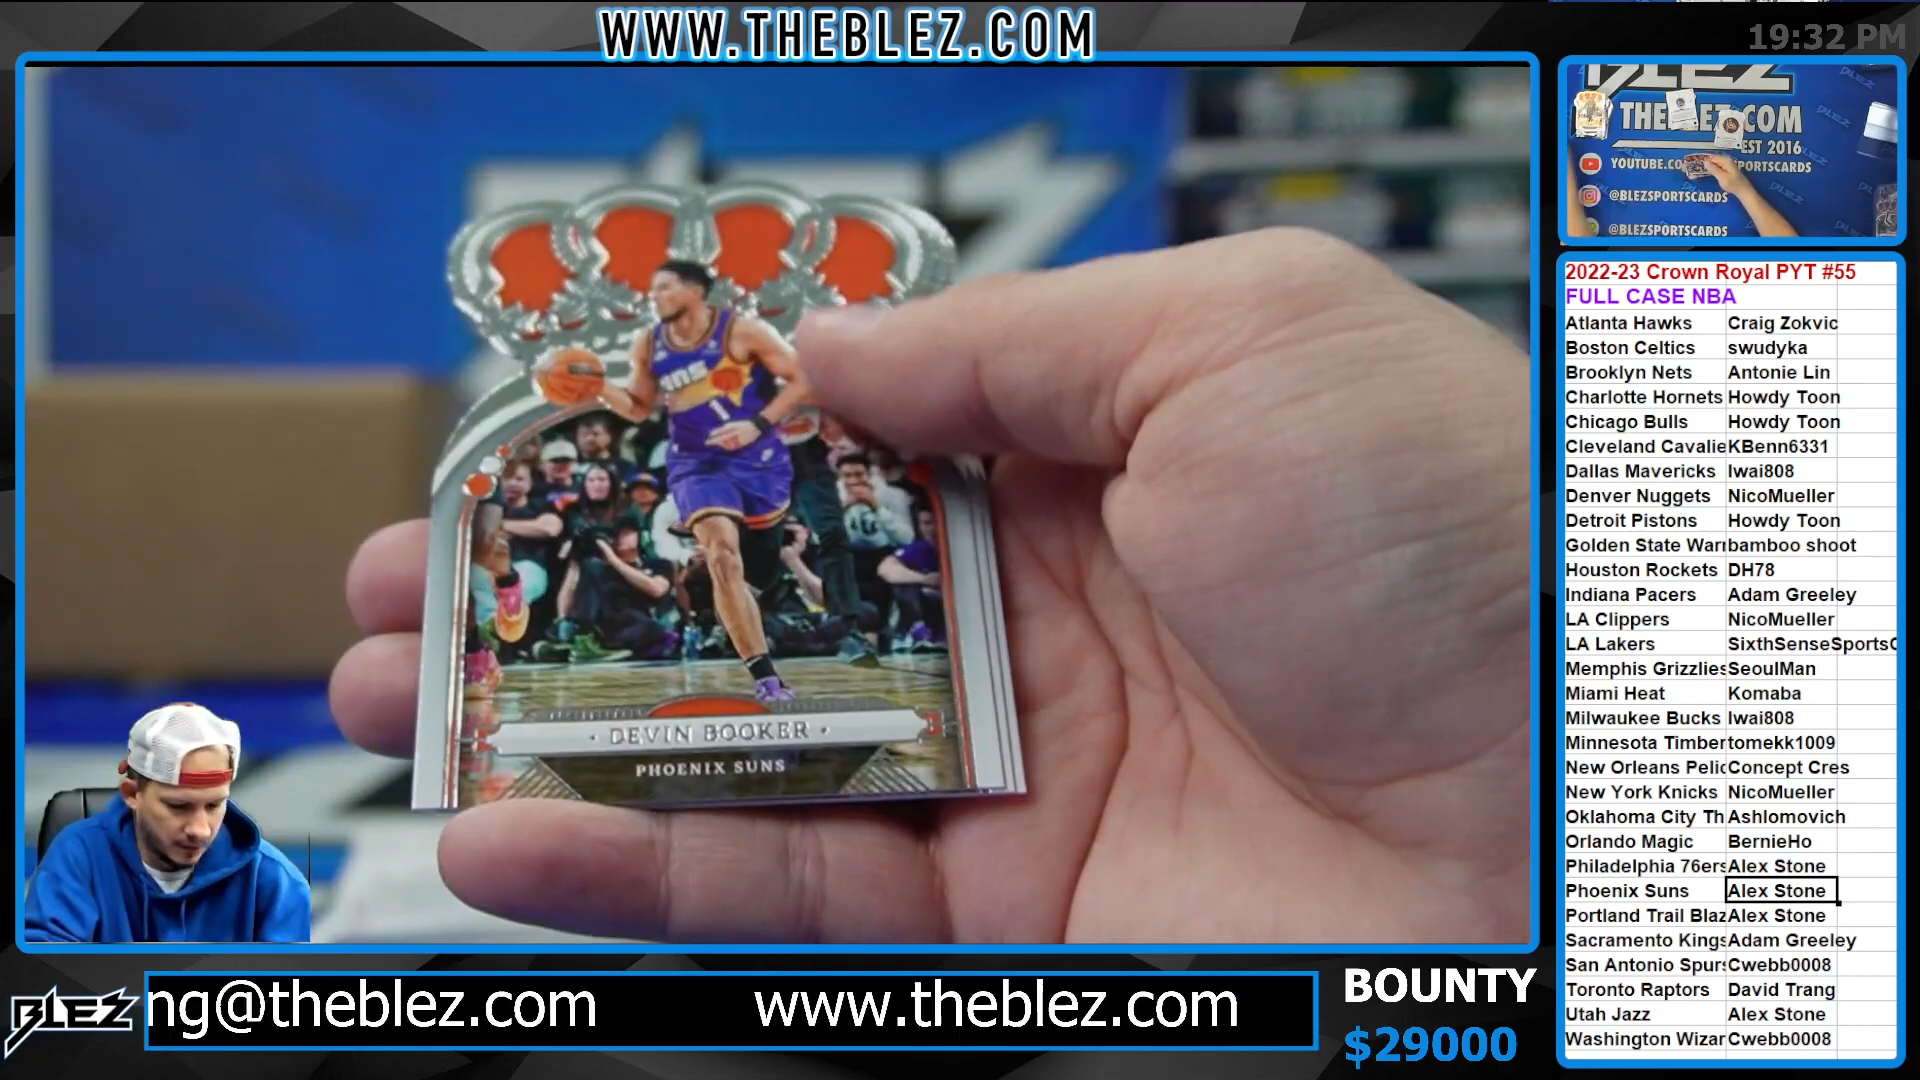 WWW.THEBLEZ.COM
19:32 PM
BLEZ
THEBLEZ.COM
EST 2016
YOUTUBE.CO SPORTSCARDS
@BLEZSPORTSCARDS
@BLEZSPORTSCARDS
2022-23 Crown Royal PYT #55
FULL CASE NBA
Atlanta Hawks Craig Zokvic
Boston Celtics swudyka
Brooklyn Nets Antonie Lin
Charlotte Hornets Howdy Toon
Chicago Bulls Howdy Toon
Cleveland Cavalie KBenn6331
Dallas Mavericks Iwai808
Denver Nuggets NicoMueller
Detroit Pistons Howdy Toon
Golden State Warr bamboo shoot
Houston Rockets DH78
Indiana Pacers Adam Greeley
LA Clippers NicoMueller
LA Lakers SixthSenseSportsC
Memphis Grizzlies SeoulMan
Miami Heat Komaba
Milwaukee Bucks Iwai808
Minnesota Timber tomekk1009
New Orleans Pelic Concept Cres
New York Knicks NicoMueller
Oklahoma City Th Ashlomovich
Orlando Magic BernieHo
Philadelphia 76ers Alex Stone
Phoenix Suns Alex Stone
Portland Trail Blaz Alex Stone
Sacramento Kings Adam Greeley
San Antonio Spurs Cwebb0008
Toronto Raptors David Trang
Utah Jazz Alex Stone
Washington Wizar Cwebb0008
1
DEVIN BOOKER
PHOENIX SUNS
BLEZ
ng@theblez.com www.theblez.com
BOUNTY
$29000